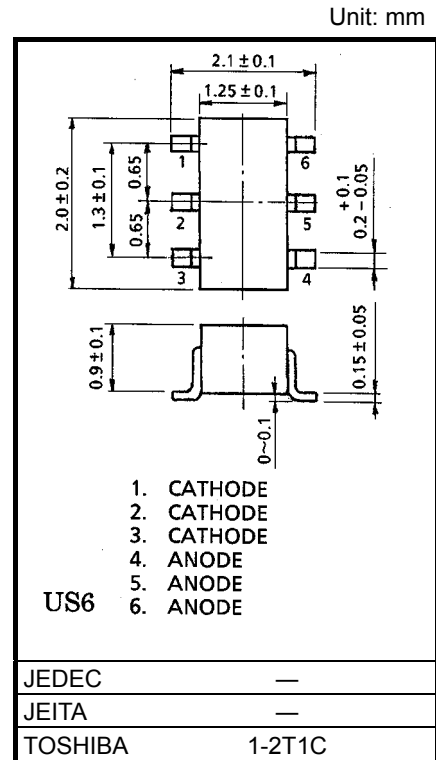 Unit: mm
2.1±0.1
1.25±0.1
1
6
2
5
3
4
2.0±0.2
1.3±0.1
0.65
0.65
+0.1
0.2-0.05
0.9±0.1
0.15±0.05
0~0.1
1. CATHODE
2. CATHODE
3. CATHODE
4. ANODE
5. ANODE
US6 6. ANODE
JEDEC —
JEITA —
TOSHIBA 1-2T1C